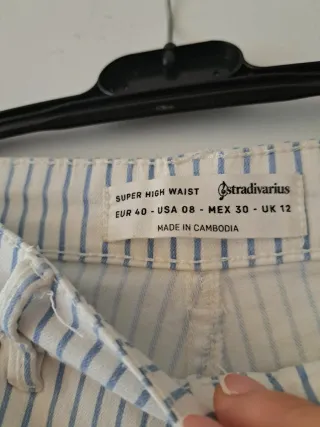 SUPER HIGH WAIST stradivarius
EUR 40 - USA 08 - MEX 30 - UK 12
MADE IN CAMBODIA